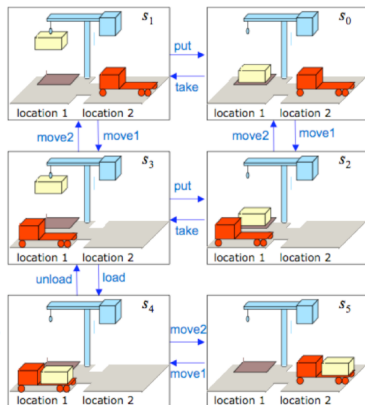 s1 s0
put
take
location 1 location 2 location 1 location 2
move2 move1 move2 move1
s3 s2
put
take
location 1 location 2 location 1 location 2
unload load
s4 s5
move2
move1
location 1 location 2 location 1 location 2